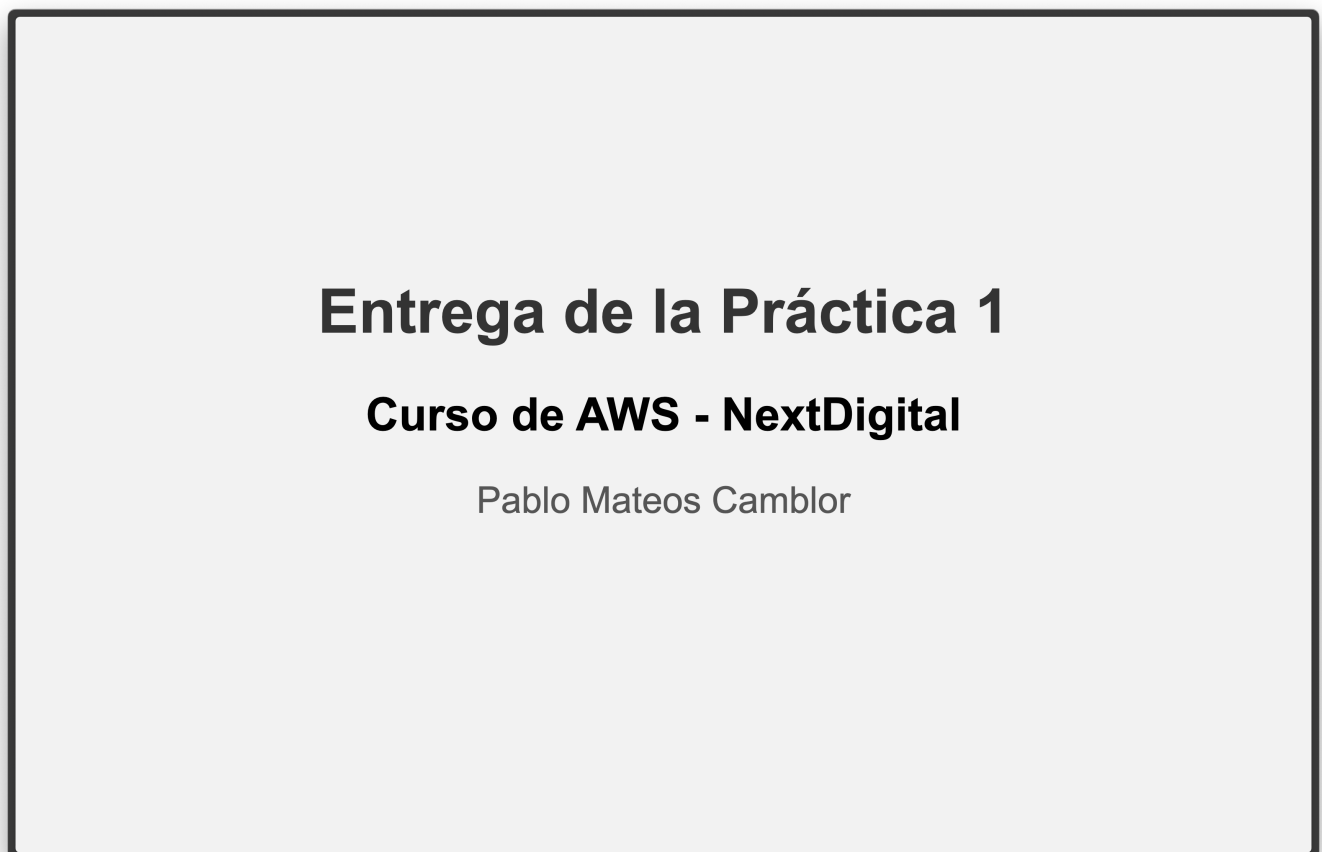 Entrega de la Práctica 1
Curso de AWS - NextDigital
Pablo Mateos Camblor